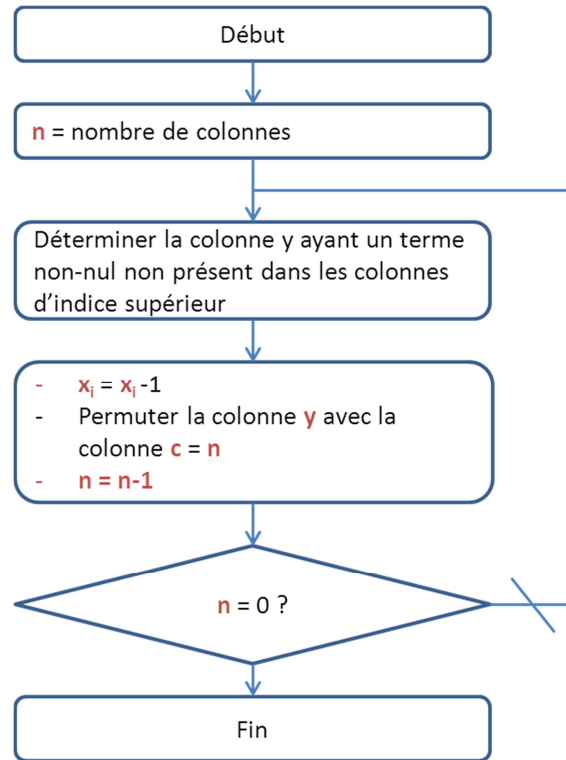 Début
n = nombre de colonnes
Déterminer la colonne y ayant un terme
non-nul non présent dans les colonnes
d’indice supérieur
- xi = xi -1
- Permuter la colonne y avec la
colonne c = n
- n = n-1
n = 0 ?
Fin